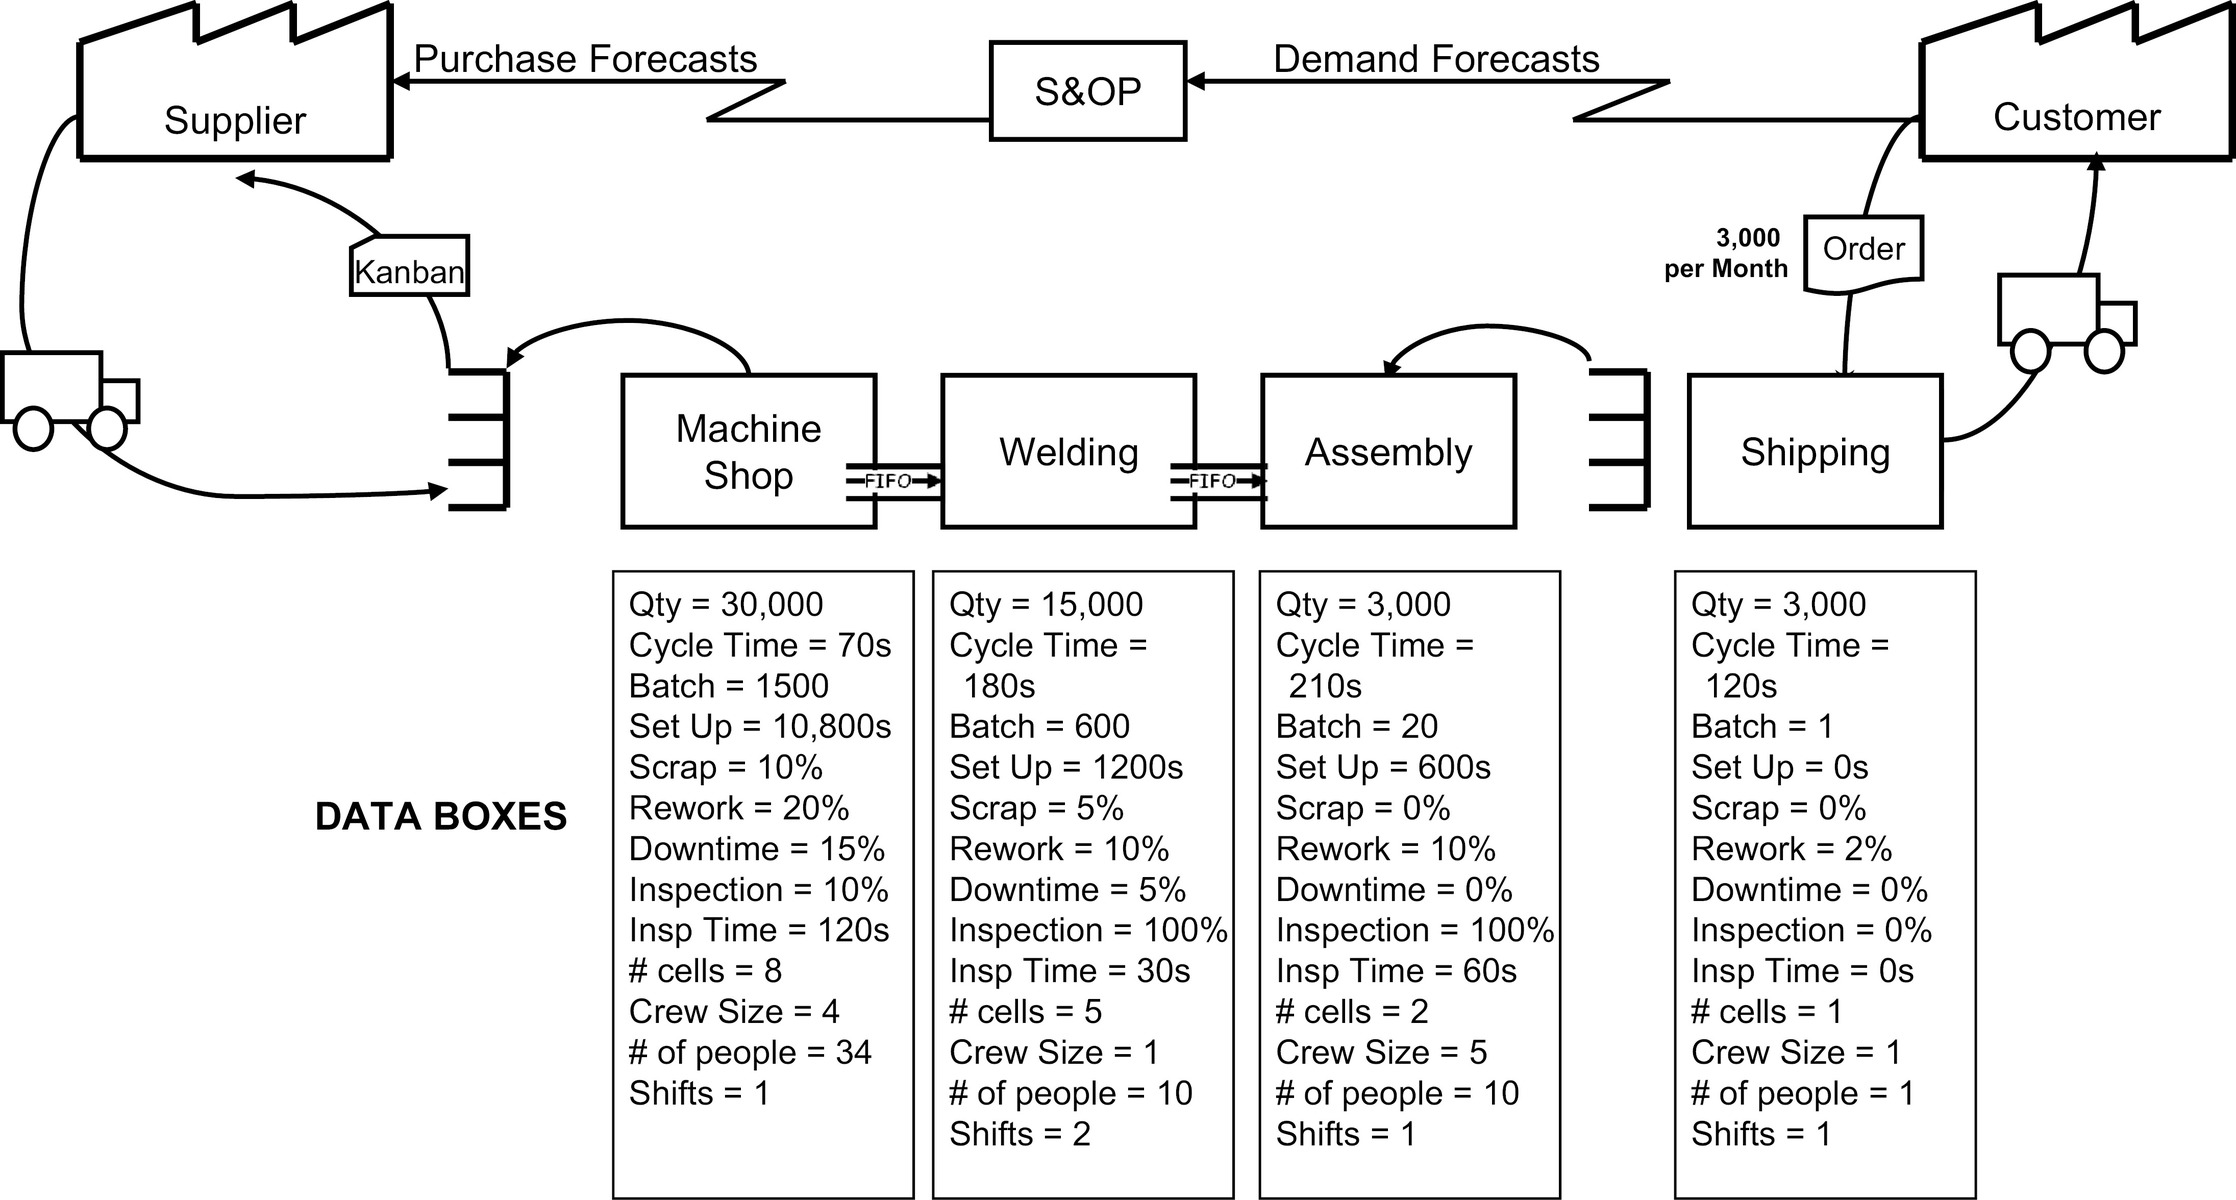 Purchase Forecasts
Demand Forecasts
S&OP
Supplier
Customer
3,000
per Month
Order
Kanban
Machine
Shop
Welding
Assembly
Shipping
FIFO
FIFO
DATA BOXES
Qty = 30,000
Cycle Time = 70s
Batch = 1500
Set Up = 10,800s
Scrap = 10%
Rework = 20%
Downtime = 15%
Inspection = 10%
Insp Time = 120s
# cells = 8
Crew Size = 4
# of people = 34
Shifts = 1
Qty = 15,000
Cycle Time =
180s
Batch = 600
Set Up = 1200s
Scrap = 5%
Rework = 10%
Downtime = 5%
Inspection = 100%
Insp Time = 30s
# cells = 5
Crew Size = 1
# of people = 10
Shifts = 2
Qty = 3,000
Cycle Time =
210s
Batch = 20
Set Up = 600s
Scrap = 0%
Rework = 10%
Downtime = 0%
Inspection = 100%
Insp Time = 60s
# cells = 2
Crew Size = 5
# of people = 10
Shifts = 1
Qty = 3,000
Cycle Time =
120s
Batch = 1
Set Up = 0s
Scrap = 0%
Rework = 2%
Downtime = 0%
Inspection = 0%
Insp Time = 0s
# cells = 1
Crew Size = 1
# of people = 1
Shifts = 1